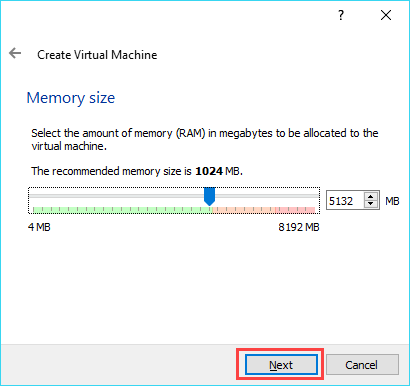 ?
Create Virtual Machine
Memory size
Select the amount of memory (RAM) in megabytes to be allocated to the
virtual machine.
The recommended memory size is 1024 MB.
5132 MB
4 MB 8192 MB
Next Cancel